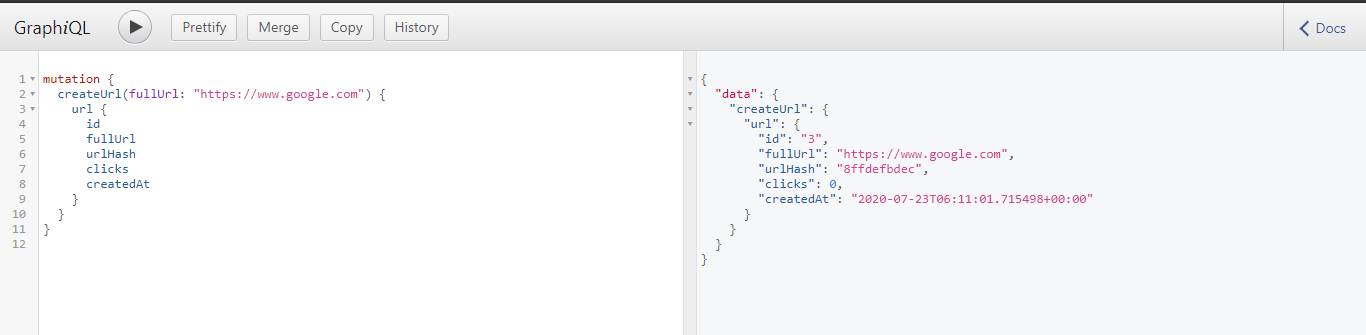 GraphiQL Prettify Merge Copy History Docs
1 mutation {
2 createUrl(fullUrl: "https://www.google.com") {
3 url {
4 id
5 fullUrl
6 urlHash
7 clicks
8 createdAt
9 }
10 }
11 }
12
{
"data": {
"createUrl": {
"url": {
"id": "3",
"fullUrl": "https://www.google.com",
"urlHash": "8ffdefbdec",
"clicks": 0,
"createdAt": "2020-07-23T06:11:01.715498+00:00"
}
}
}
}